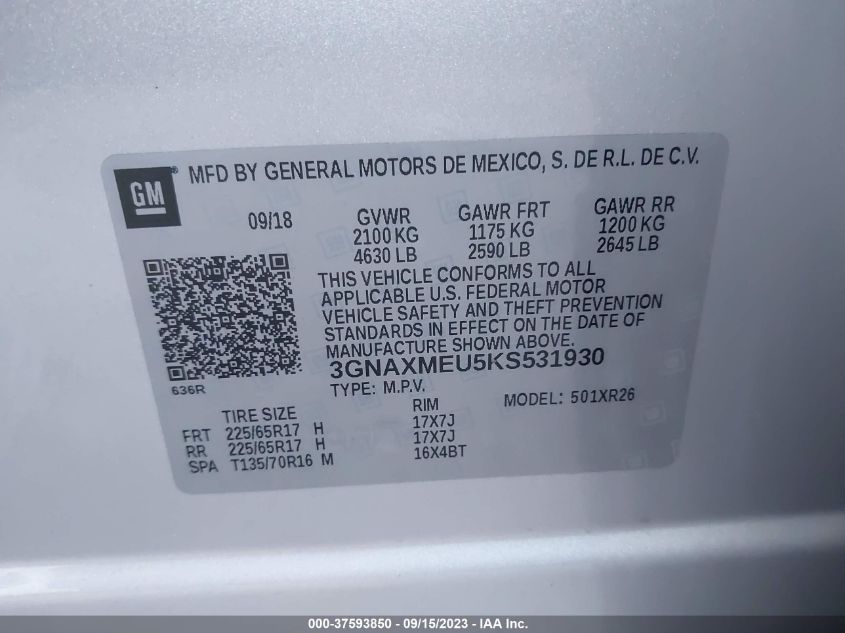 GM® MFD BY GENERAL MOTORS DE MEXICO, S. DE R.L. DE C.V.
09/18 GVWR GAWR FRT GAWR RR
2100 KG 1175 KG 1200 KG
4630 LB 2590 LB 2645 LB
THIS VEHICLE CONFORMS TO ALL
APPLICABLE U.S. FEDERAL MOTOR
VEHICLE SAFETY AND THEFT PREVENTION
STANDARDS IN EFFECT ON THE DATE OF
MANUFACTURE SHOWN ABOVE.
3GNAXMEU5KS531930
636R
TYPE: M.P.V. MODEL: 501XR26
TIRE SIZE RIM
FRT 225/65R17 H 17X7J
RR 225/65R17 H 17X7J
SPA T135/70R16 M 16X4BT
000-37593850 - 09/15/2023 - IAAI.COM